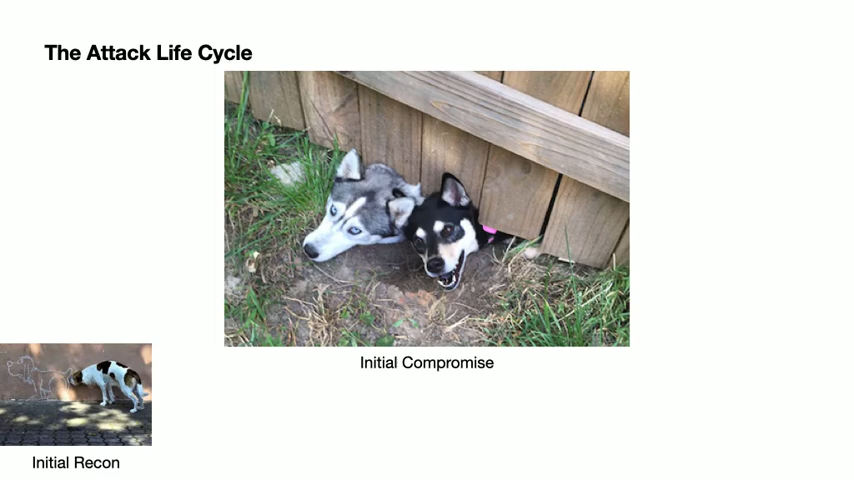 The Attack Life Cycle
Initial Compromise
Initial Recon